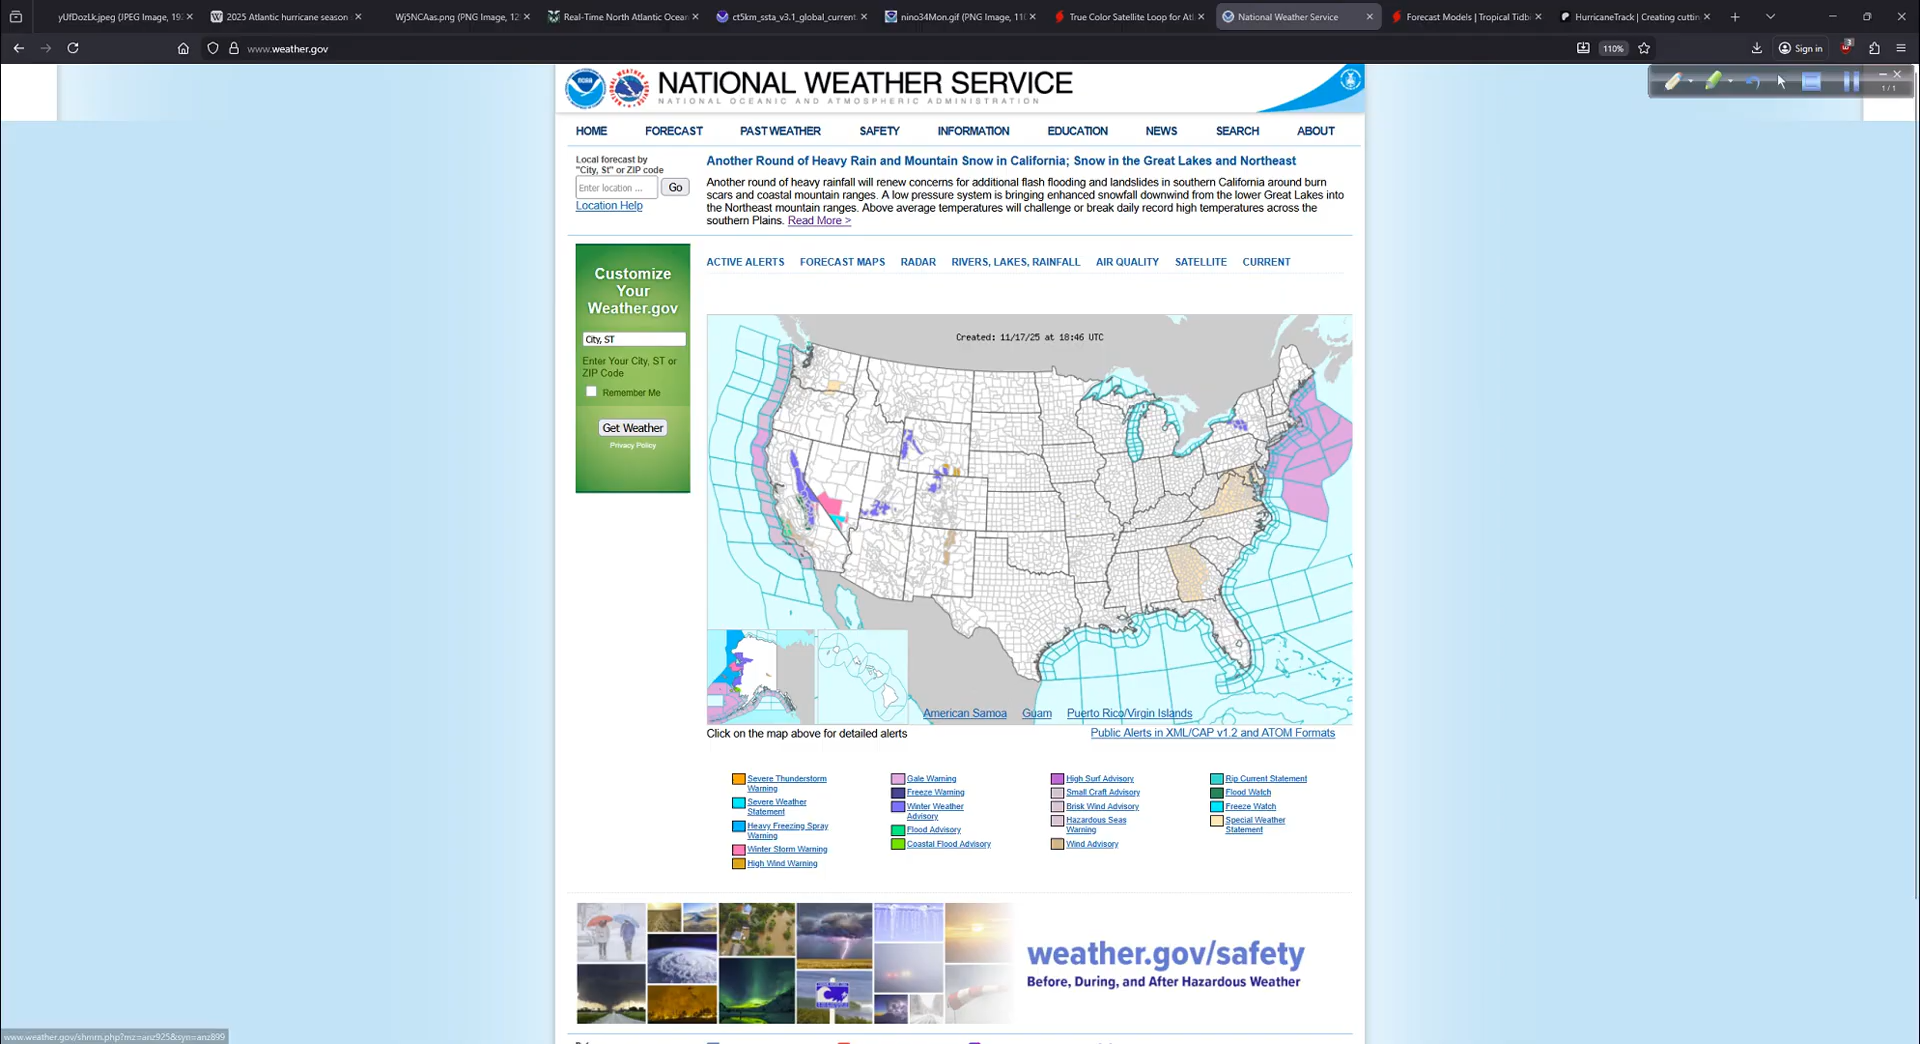 yUfDozLk.jpeg (JPEG Image, 19
2025 Atlantic hurricane season
Wj5NCAas.png (PNG Image, 12
Real-Time North Atlantic Ocean
ct5km_ssta_v3.1_global_current
nino34Mon.gif (PNG Image, 11
True Color Satellite Loop for At
National Weather Service
Forecast Models | Tropical Tidb
HurricaneTrack | Creating cuttin
www.weather.gov
110%
Sign in
3
1/1
NATIONAL WEATHER SERVICE
NATIONAL OCEANIC AND ATMOSPHERIC ADMINISTRATION
HOME FORECAST PAST WEATHER SAFETY INFORMATION EDUCATION NEWS SEARCH ABOUT
Local forecast by
"City, St" or ZIP code
Enter location ...
Go
Location Help
Another Round of Heavy Rain and Mountain Snow in California; Snow in the Great Lakes and Northeast
Another round of heavy rainfall will renew concerns for additional flash flooding and landslides in southern California around burn
scars and coastal mountain ranges. A low pressure system is bringing enhanced snowfall downwind from the lower Great Lakes into
the Northeast mountain ranges. Above average temperatures will challenge or break daily record high temperatures across the
southern Plains. Read More >
Customize
Your
Weather.gov
City, ST
Enter Your City, ST or
ZIP Code
Remember Me
Get Weather
Privacy Policy
ACTIVE ALERTS FORECAST MAPS RADAR RIVERS, LAKES, RAINFALL AIR QUALITY SATELLITE CURRENT
Created: 11/17/25 at 18:46 UTC
American Samoa Guam Puerto Rico/Virgin Islands
Click on the map above for detailed alerts
Public Alerts in XML/CAP v1.2 and ATOM Formats
Severe Thunderstorm
Warning
Severe Weather
Statement
Heavy Freezing Spray
Warning
Winter Storm Warning
High Wind Warning
Gale Warning
Freeze Warning
Winter Weather
Advisory
Flood Advisory
Coastal Flood Advisory
High Surf Advisory
Small Craft Advisory
Brisk Wind Advisory
Hazardous Seas
Warning
Wind Advisory
Rip Current Statement
Flood Watch
Freeze Watch
Special Weather
Statement
weather.gov/safety
Before, During, and After Hazardous Weather
www.weather.gov/shmrn.php?mz=anz925&syn=anz899